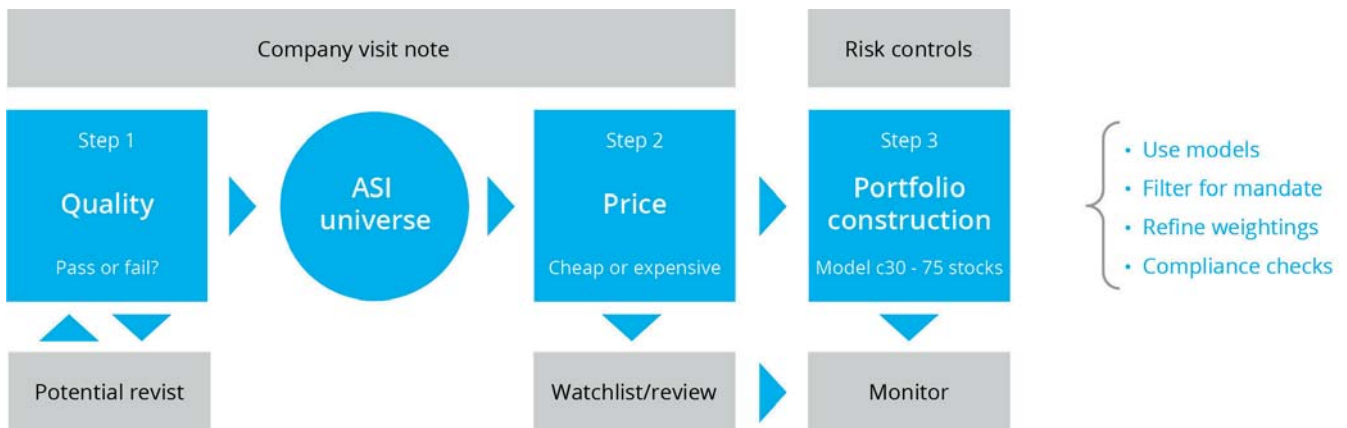 Company visit note
Risk controls
Step 1
Quality
Pass or fail?
ASI
universe
Step 2
Price
Cheap or expensive
Step 3
Portfolio
construction
Model c30 - 75 stocks
• Use models
• Filter for mandate
• Refine weightings
• Compliance checks
Potential revist
Watchlist/review
Monitor